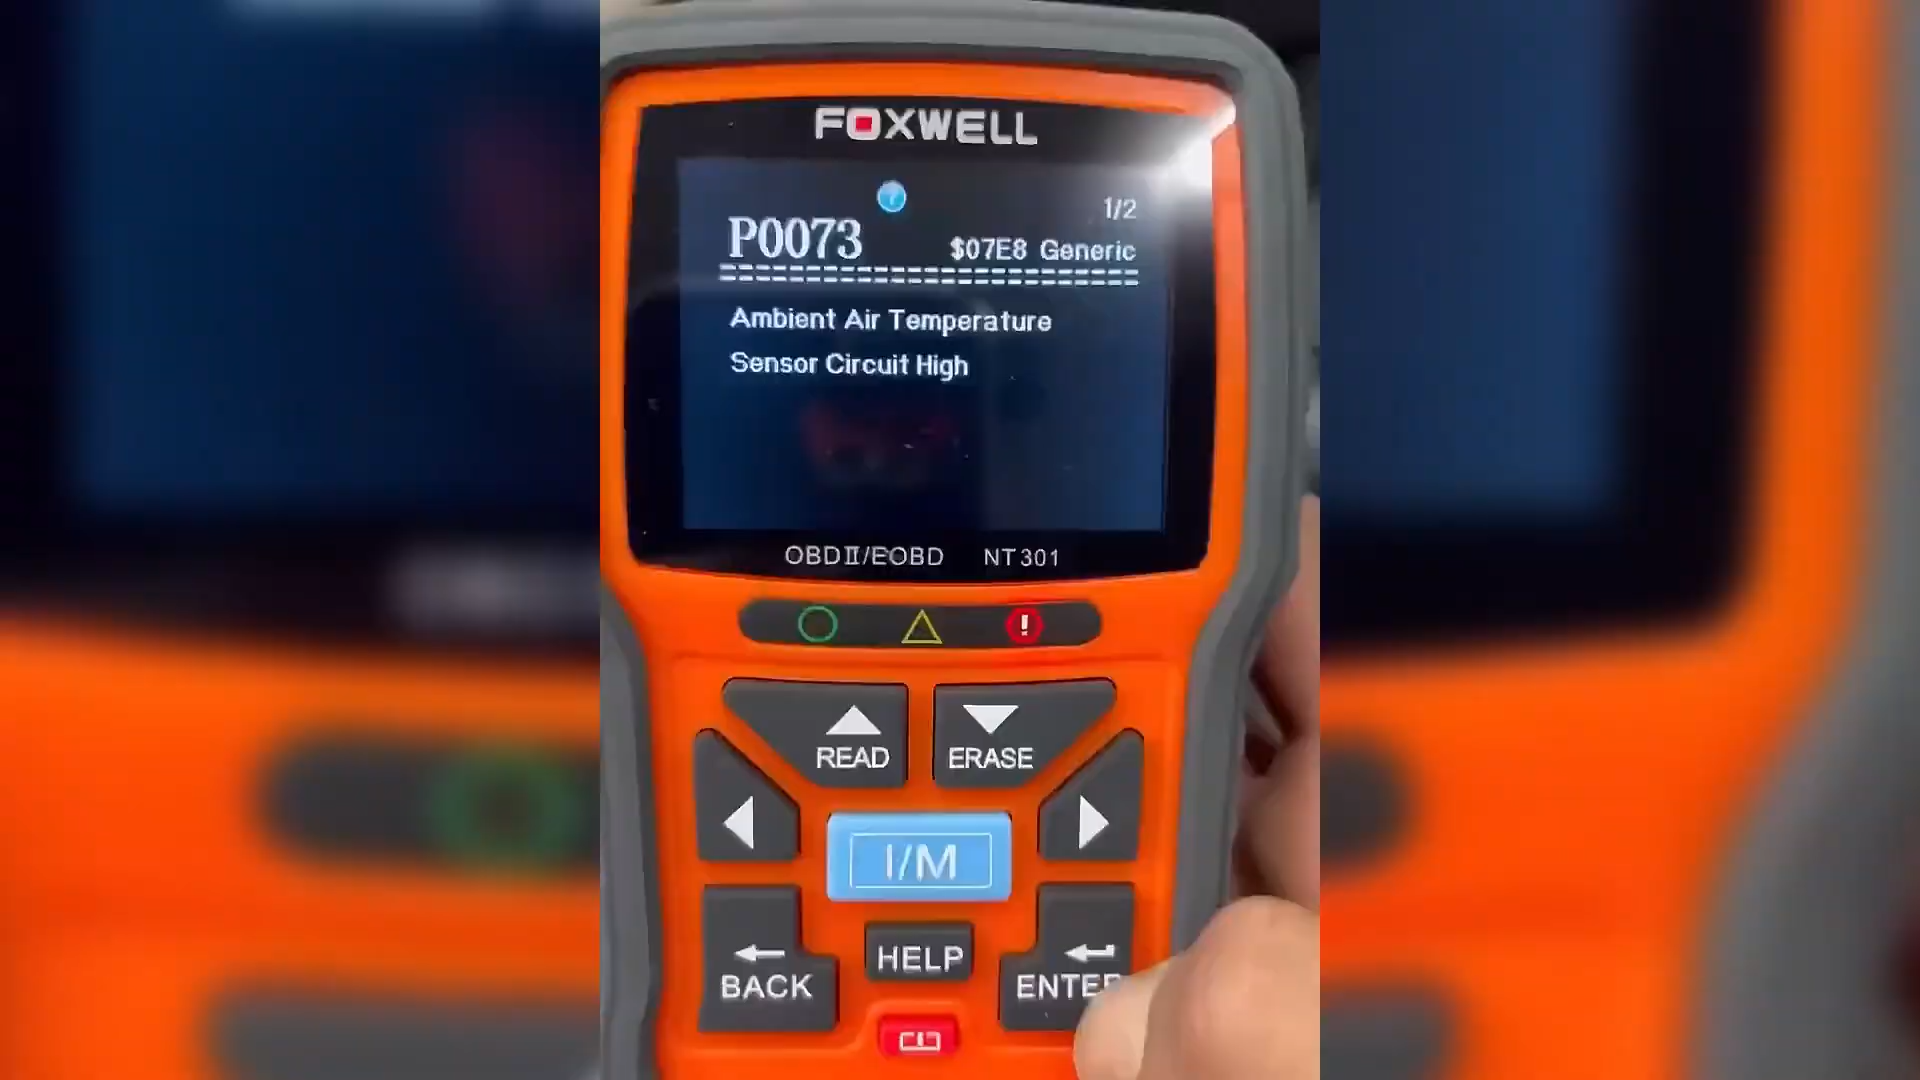 FOXWELL
1/2
P0073 $07E8 Generic
Ambient Air Temperature
Sensor Circuit High
OBDII/EOBD NT301
!
READ
ERASE
I/M
BACK
HELP
ENTER